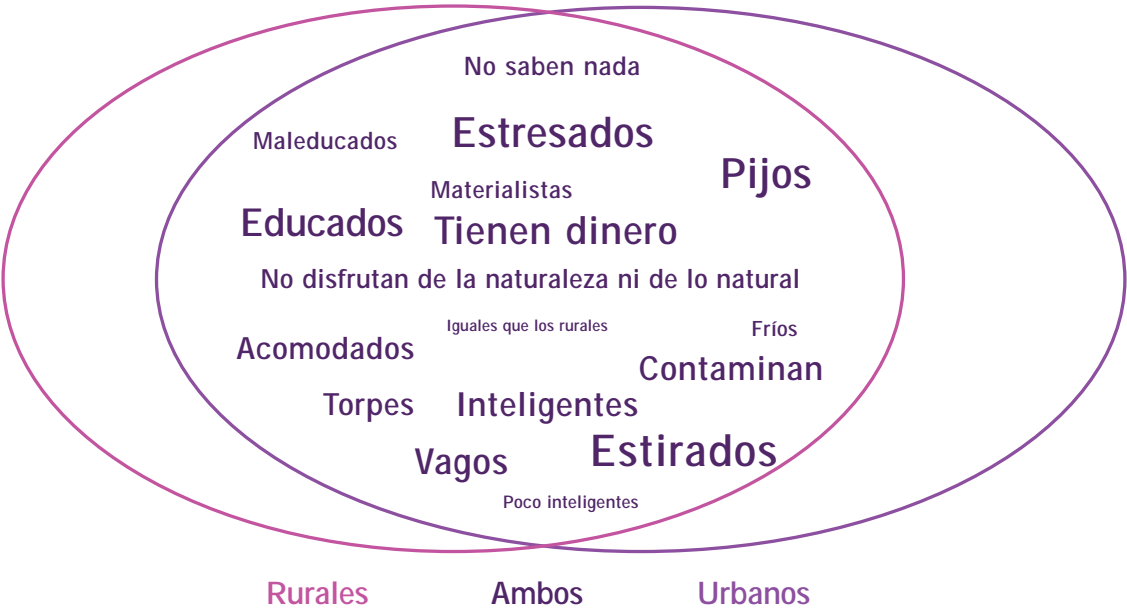 No saben nada
Maleducados
Estresados
Pijos
Materialistas
Educados
Tienen dinero
No disfrutan de la naturaleza ni de lo natural
Iguales que los rurales
Fríos
Acomodados
Contaminan
Torpes
Inteligentes
Estirados
Vagos
Poco inteligentes
Rurales
Ambos
Urbanos